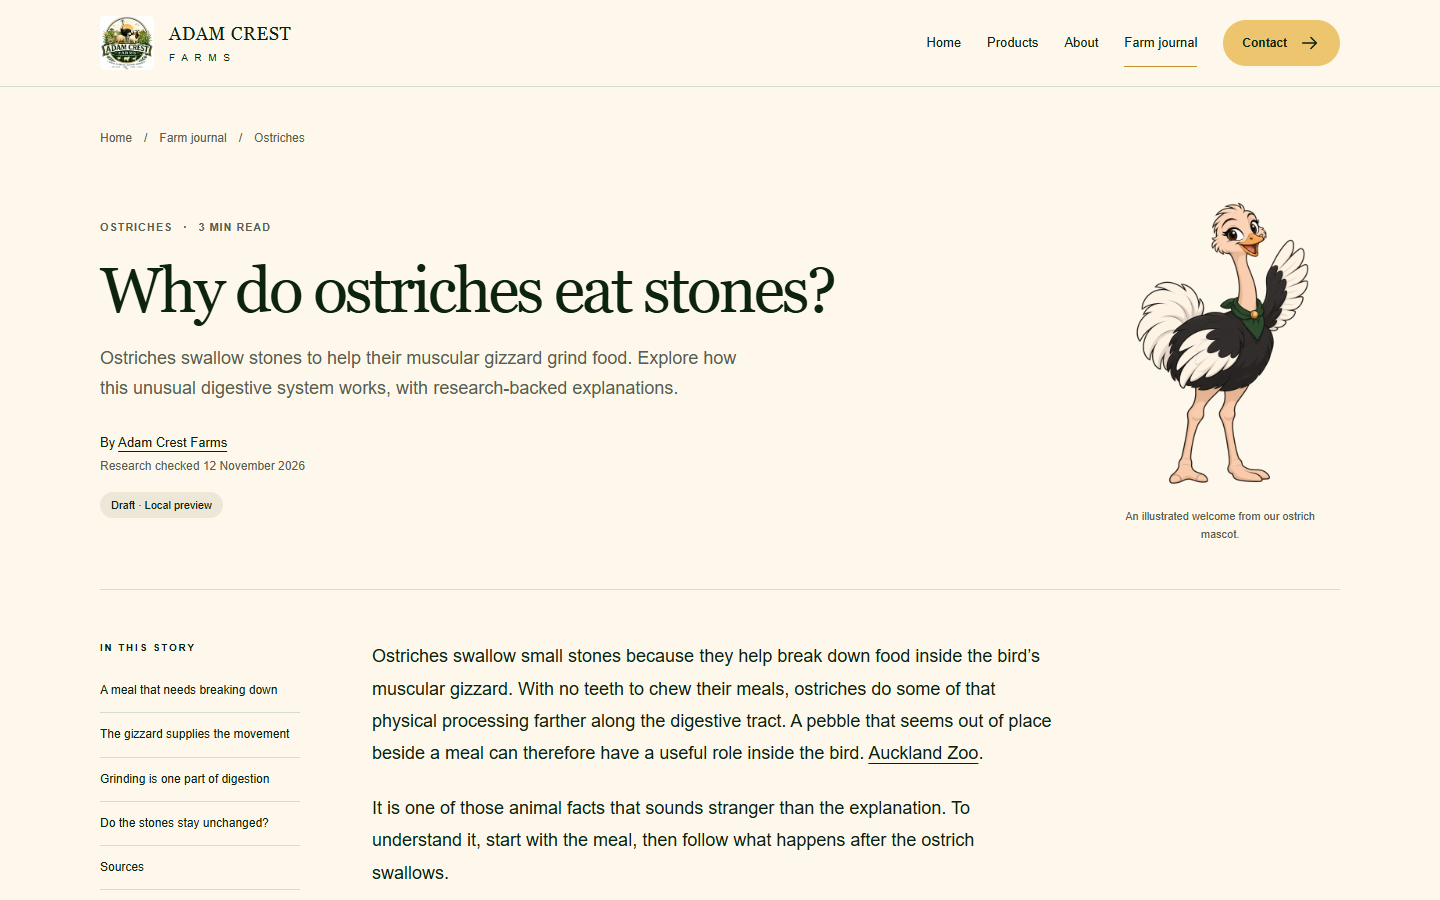 ADAM CREST
FARMS
ADAM CREST
FARMS
Home
Products
About
Farm journal
Contact
Home / Farm journal / Ostriches
OSTRICHES · 3 MIN READ
Why do ostriches eat stones?
Ostriches swallow stones to help their muscular gizzard grind food. Explore how
this unusual digestive system works, with research-backed explanations.
By Adam Crest Farms
Research checked 12 November 2026
Draft · Local preview
An illustrated welcome from our ostrich
mascot.
IN THIS STORY
A meal that needs breaking down
The gizzard supplies the movement
Grinding is one part of digestion
Do the stones stay unchanged?
Sources
Ostriches swallow small stones because they help break down food inside the bird’s
muscular gizzard. With no teeth to chew their meals, ostriches do some of that
physical processing farther along the digestive tract. A pebble that seems out of place
beside a meal can therefore have a useful role inside the bird. Auckland Zoo.
It is one of those animal facts that sounds stranger than the explanation. To
understand it, start with the meal, then follow what happens after the ostrich
swallows.